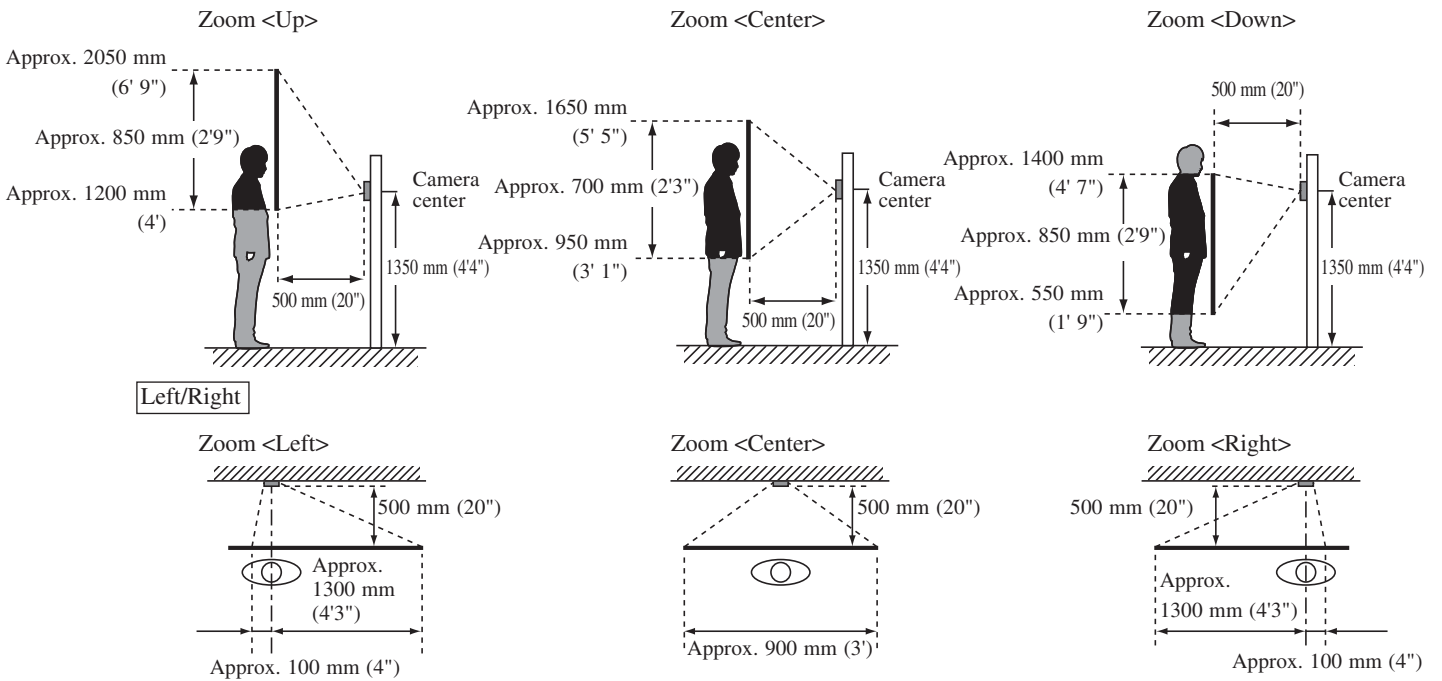 Zoom <Up>
Approx. 2050 mm
(6' 9")
Approx. 850 mm (2'9")
Approx. 1200 mm
(4')
Camera
center
1350 mm (4'4")
500 mm (20")
Zoom <Center>
Approx. 1650 mm
(5' 5")
Approx. 700 mm (2'3")
Approx. 950 mm
(3' 1")
Camera
center
1350 mm (4'4")
500 mm (20")
Zoom <Down>
500 mm (20")
Approx. 1400 mm
(4' 7")
Approx. 850 mm (2'9")
Approx. 550 mm
(1' 9")
Camera
center
1350 mm (4'4")
Left/Right
Zoom <Left>
500 mm (20")
Approx.
1300 mm
(4'3")
Approx. 100 mm (4")
Zoom <Center>
500 mm (20")
Approx. 900 mm (3')
Zoom <Right>
500 mm (20")
Approx.
1300 mm (4'3")
Approx. 100 mm (4")